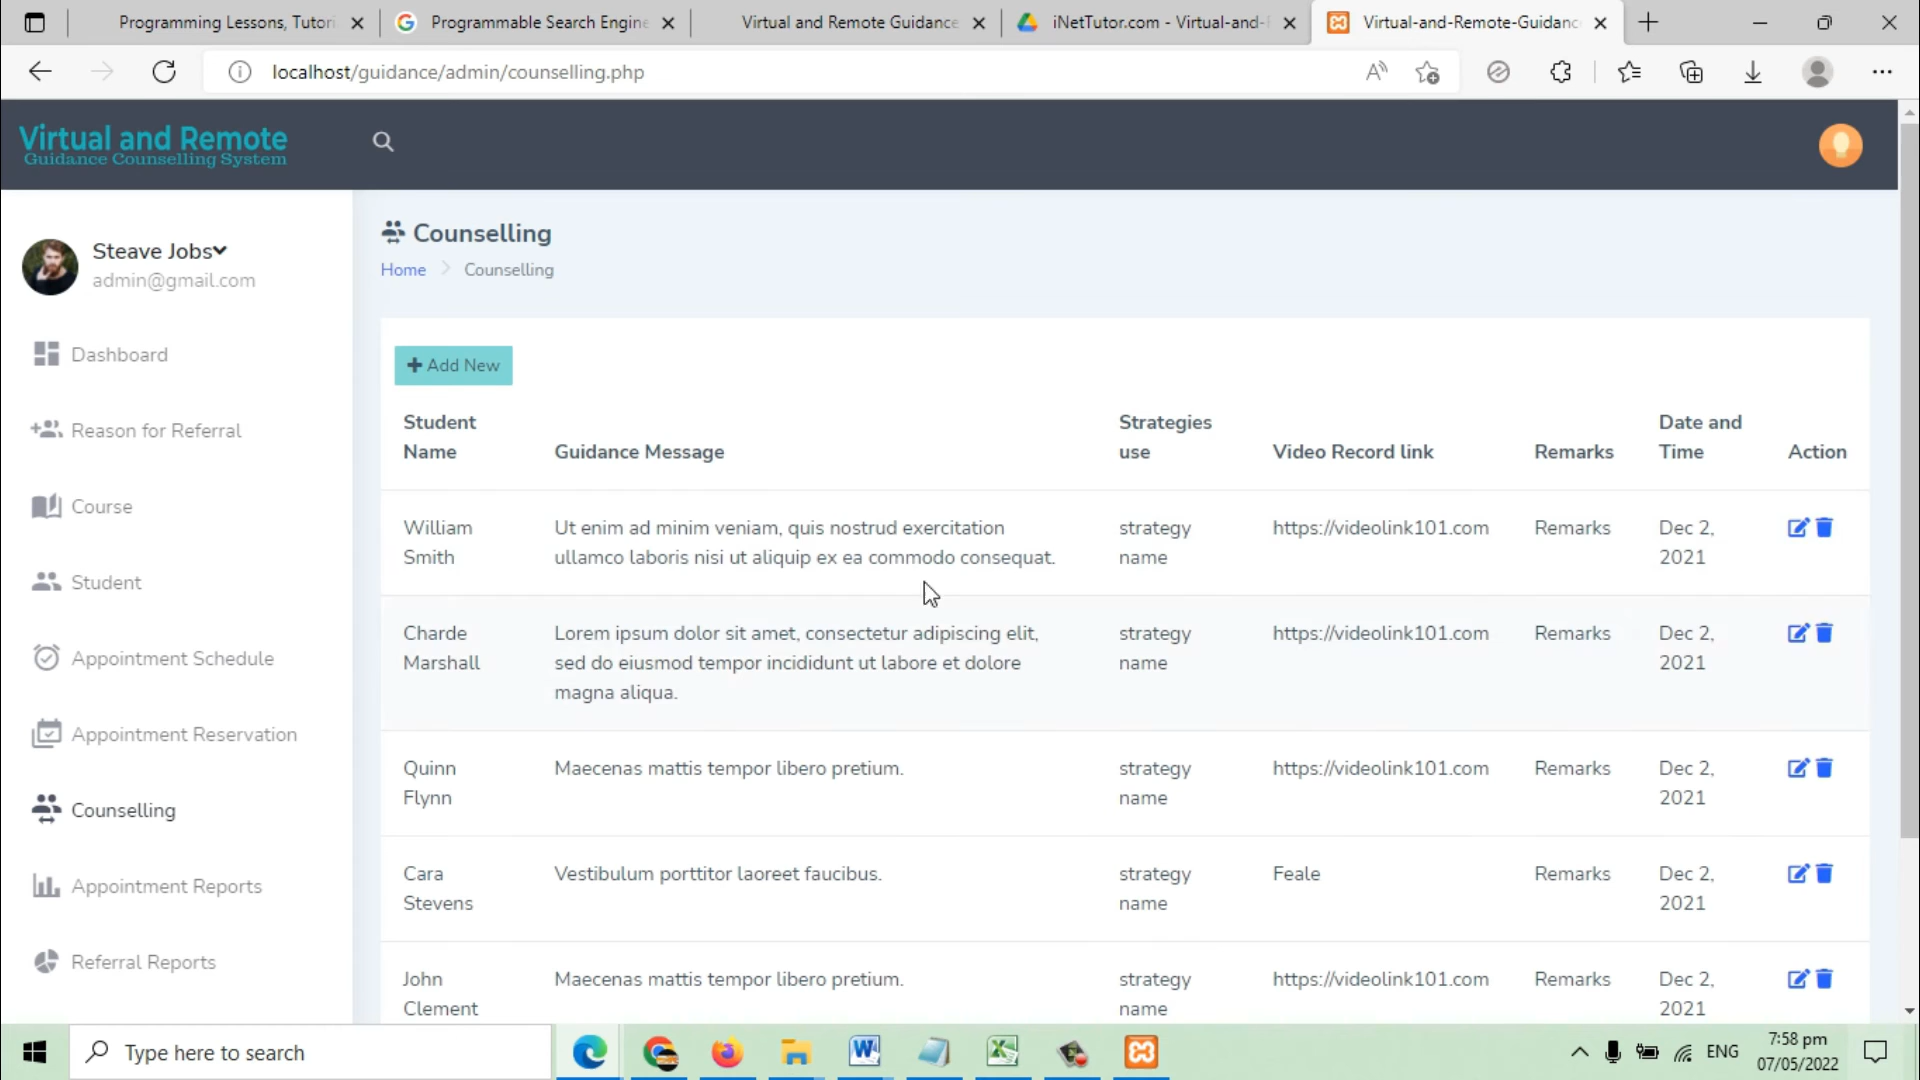 Programming Lessons, Tutori
Programmable Search Engine
Virtual and Remote Guidance
iNetTutor.com - Virtual-and-R
Virtual-and-Remote-Guidanc
localhost/guidance/admin/counselling.php
Virtual and Remote
Guidance Counselling System
Steave Jobs
admin@gmail.com
Dashboard
Reason for Referral
Course
Student
Appointment Schedule
Appointment Reservation
Counselling
Appointment Reports
Referral Reports
Counselling
Home Counselling
Add New
Student Name Guidance Message Strategies use Video Record link Remarks Date and Time Action
William Smith
Ut enim ad minim veniam, quis nostrud exercitation
ullamco laboris nisi ut aliquip ex ea commodo consequat.
strategy name https://videolink101.com Remarks Dec 2, 2021
Charde Marshall
Lorem ipsum dolor sit amet, consectetur adipiscing elit,
sed do eiusmod tempor incididunt ut labore et dolore
magna aliqua.
strategy name https://videolink101.com Remarks Dec 2, 2021
Quinn Flynn
Maecenas mattis tempor libero pretium.
strategy name https://videolink101.com Remarks Dec 2, 2021
Cara Stevens
Vestibulum porttitor laoreet faucibus.
strategy name Feale Remarks Dec 2, 2021
John Clement
Maecenas mattis tempor libero pretium.
strategy name https://videolink101.com Remarks Dec 2, 2021
Type here to search
ENG
7:58 pm
07/05/2022